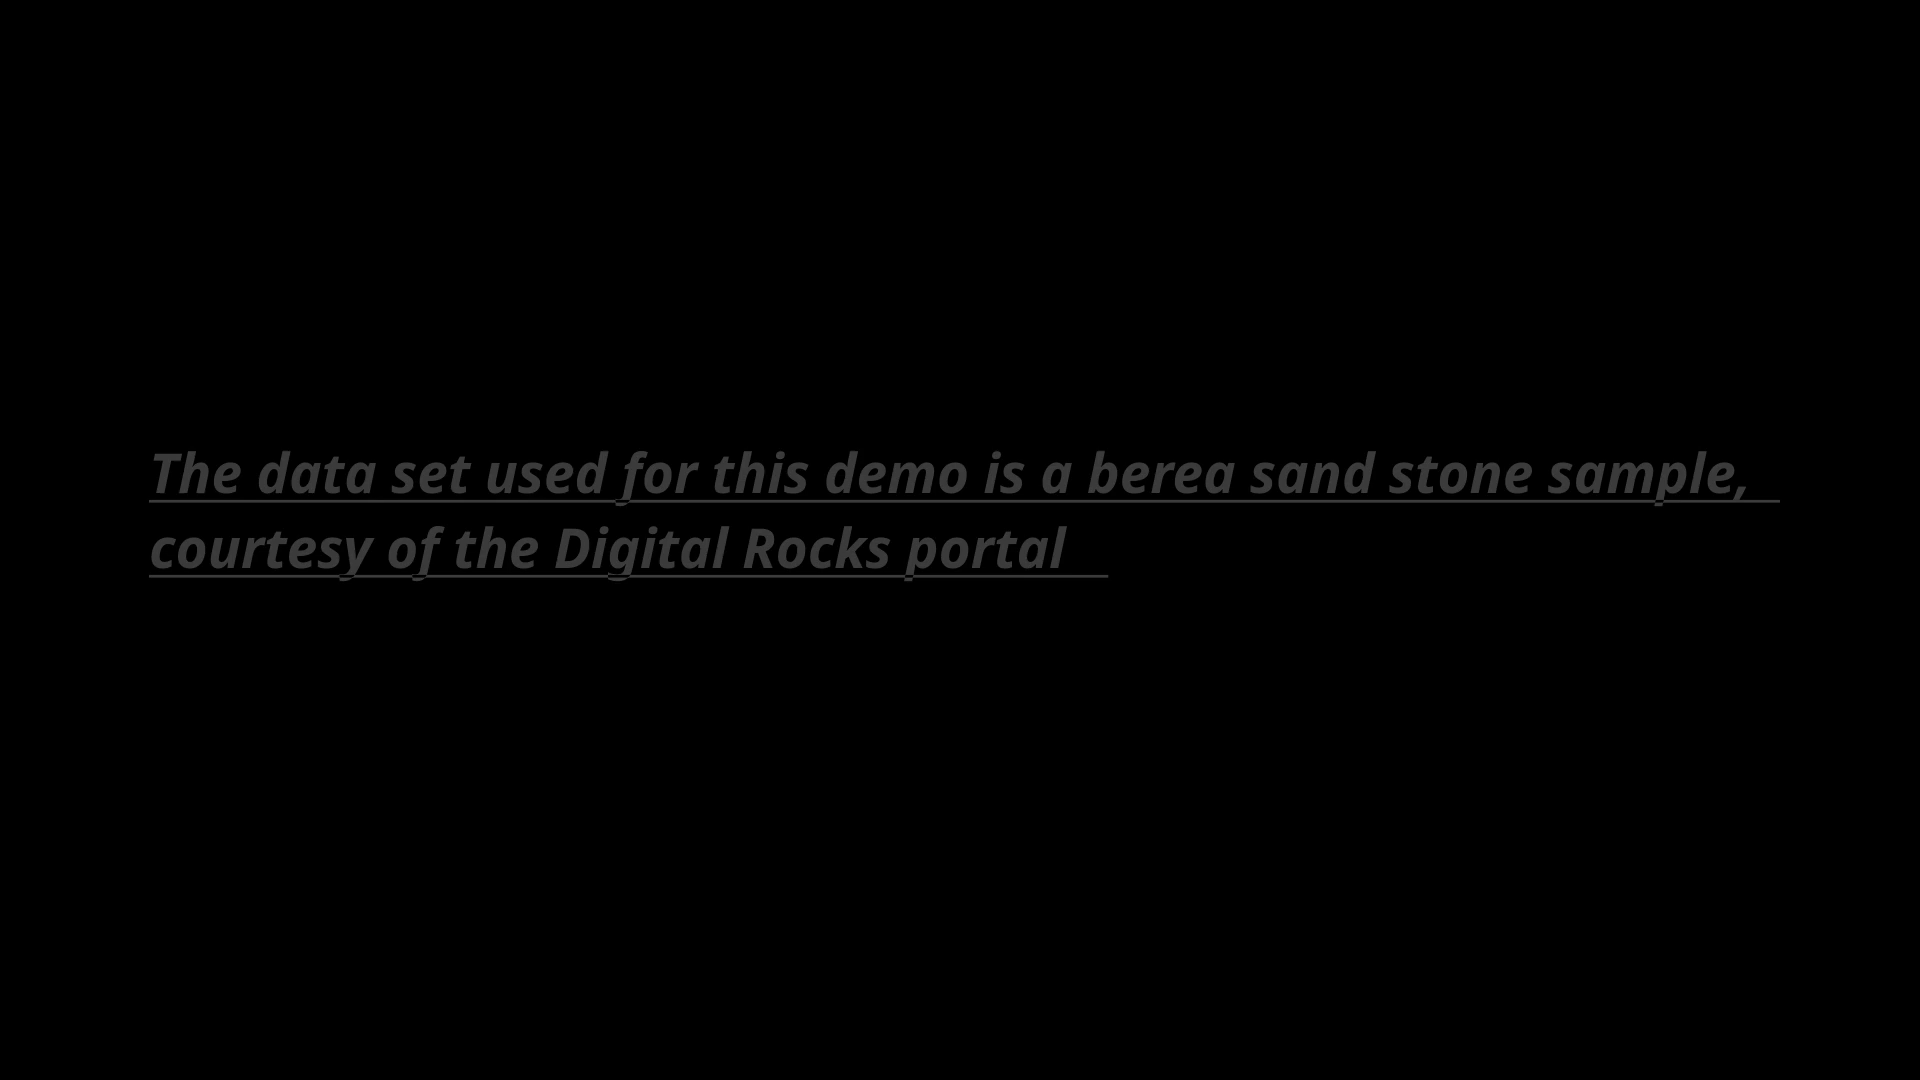 The data set used for this demo is a berea sand stone sample,
courtesy of the Digital Rocks portal